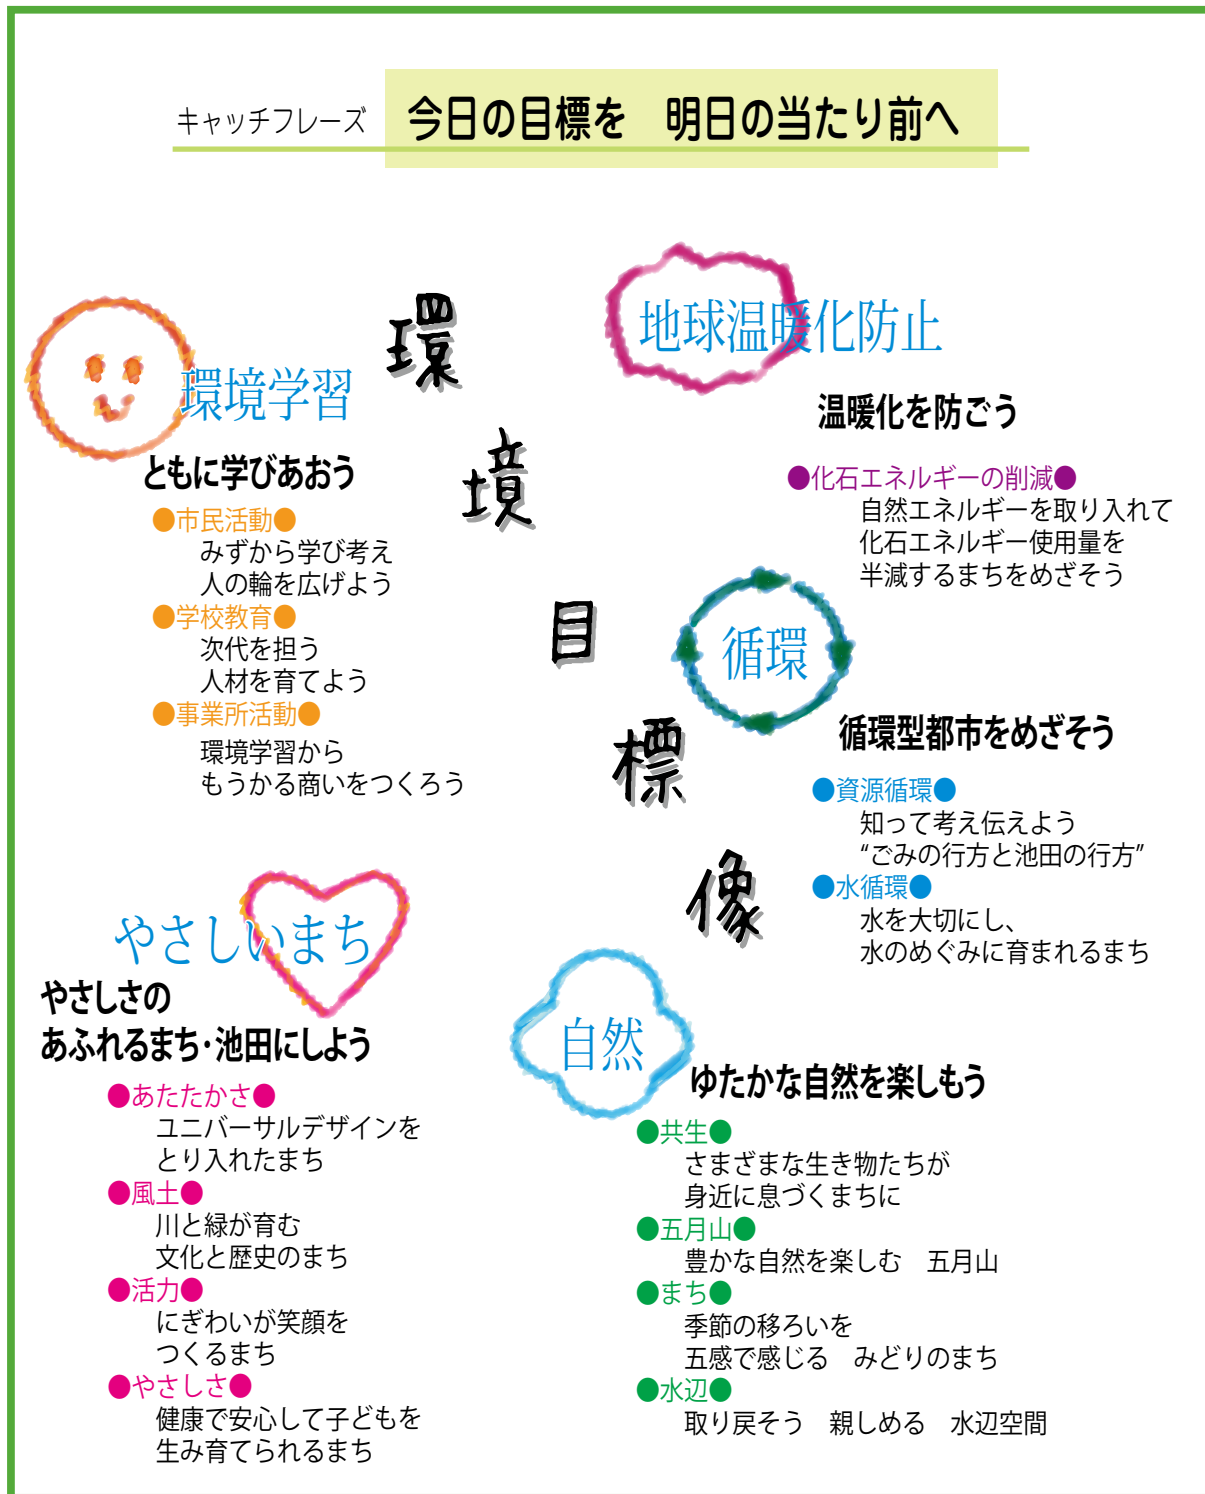 キャッチフレーズ 今日の目標を　明日の当たり前へ
環境目標像
環境学習
ともに学びあおう
●市民活動●
みずから学び考え
人の輪を広げよう
●学校教育●
次代を担う
人材を育てよう
●事業所活動●
環境学習から
もうかる商いをつくろう
地球温暖化防止
温暖化を防ごう
●化石エネルギーの削減●
自然エネルギーを取り入れて
化石エネルギー使用量を
半減するまちをめざそう
循環
循環型都市をめざそう
●資源循環●
知って考え伝えよう
“ごみの行方と池田の行方”
●水循環●
水を大切にし、
水のめぐみに育まれるまち
やさしいまち
やさしさの
あふれるまち・池田にしよう
●あたたかさ●
ユニバーサルデザインを
とり入れたまち
●風土●
川と緑が育む
文化と歴史のまち
●活力●
にぎわいが笑顔を
つくるまち
●やさしさ●
健康で安心して子どもを
生み育てられるまち
自然
ゆたかな自然を楽しもう
●共生●
さまざまな生き物たちが
身近に息づくまちに
●五月山●
豊かな自然を楽しむ　五月山
●まち●
季節の移ろいを
五感で感じる　みどりのまち
●水辺●
取り戻そう　親しめる　水辺空間